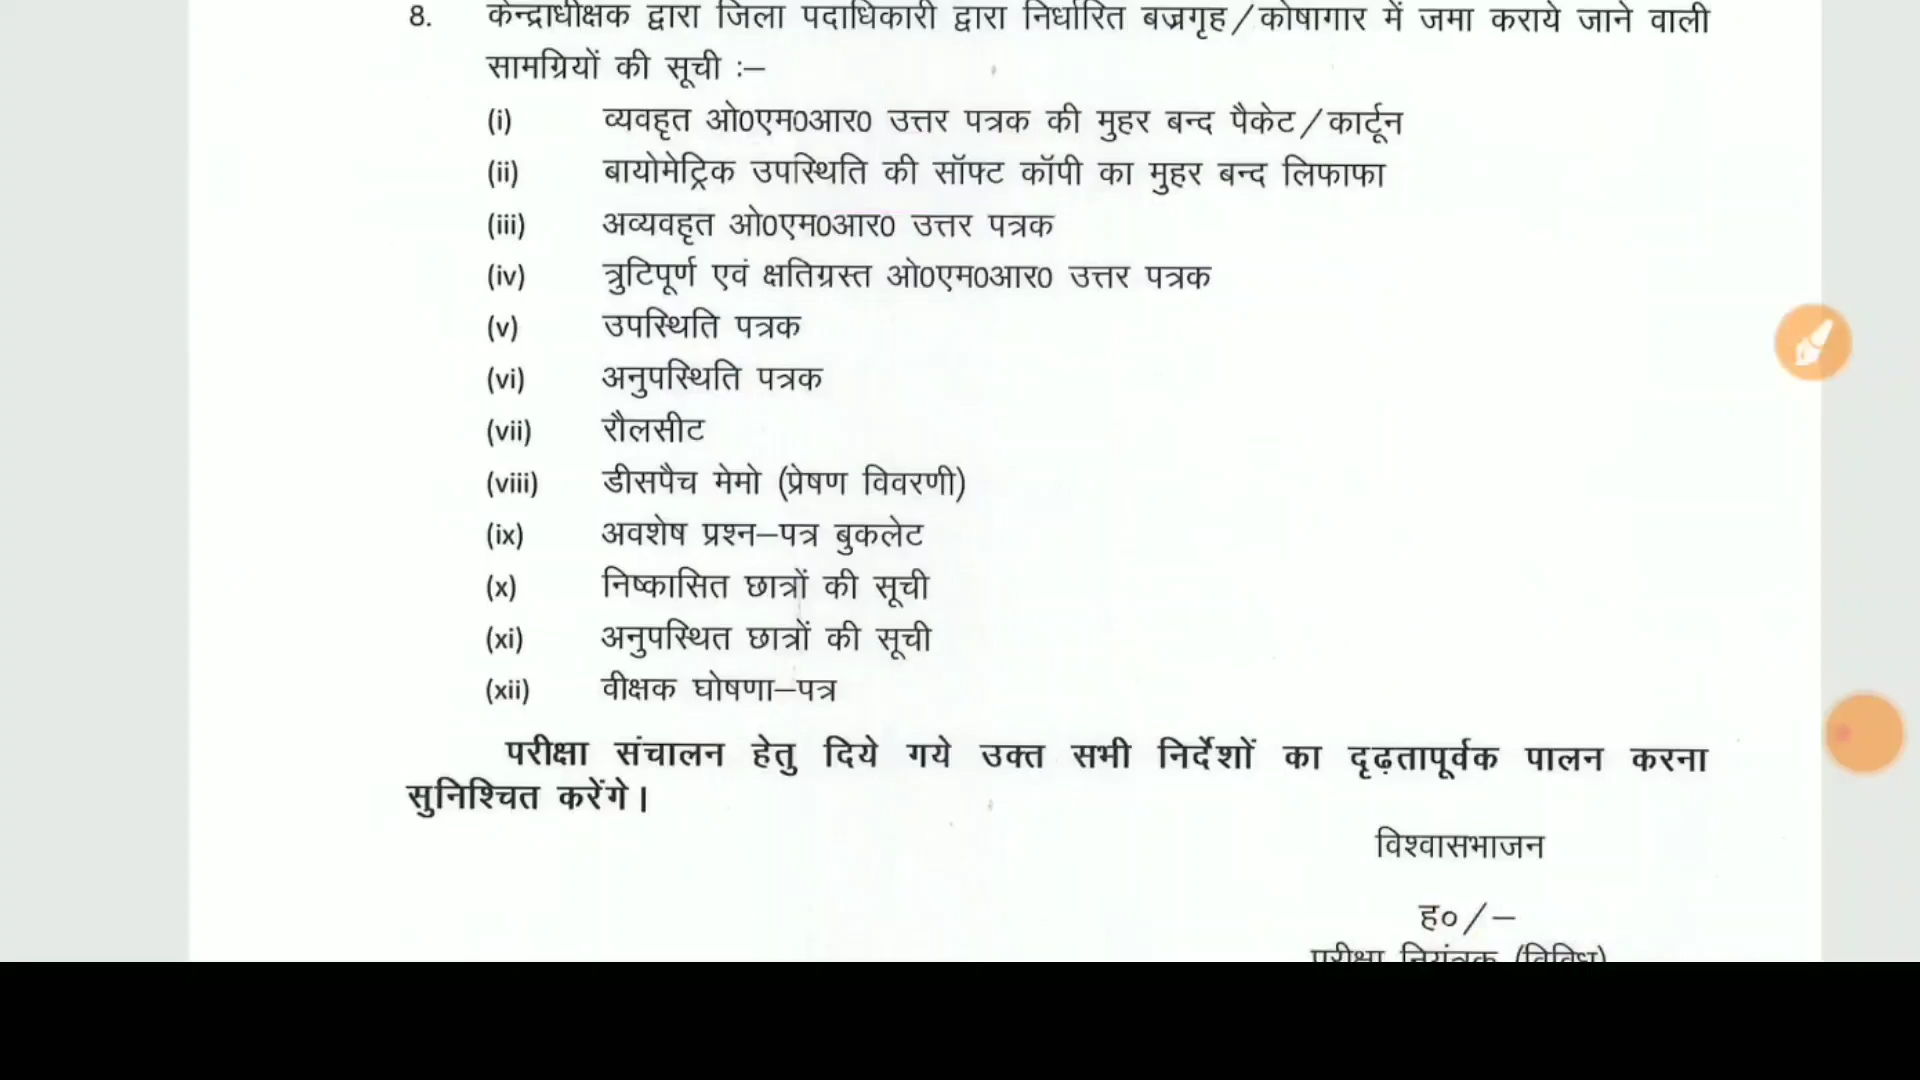 8. केन्द्राधीक्षक द्वारा जिला पदाधिकारी द्वारा निर्धारित बज्रगृह/कोषागार में जमा कराये जाने वाली
सामग्रियों की सूची :–
(i) व्यवहृत ओ0एम0आर0 उत्तर पत्रक की मुहर बन्द पैकेट/कार्टून
(ii) बायोमेट्रिक उपस्थिति की सॉफ्ट कॉपी का मुहर बन्द लिफाफा
(iii) अव्यवहृत ओ0एम0आर0 उत्तर पत्रक
(iv) त्रुटिपूर्ण एवं क्षतिग्रस्त ओ0एम0आर0 उत्तर पत्रक
(v) उपस्थिति पत्रक
(vi) अनुपस्थिति पत्रक
(vii) रौलसीट
(viii) डीसपैच मेमो (प्रेषण विवरणी)
(ix) अवशेष प्रश्न–पत्र बुकलेट
(x) निष्कासित छात्रों की सूची
(xi) अनुपस्थित छात्रों की सूची
(xii) वीक्षक घोषणा–पत्र
परीक्षा संचालन हेतु दिये गये उक्त सभी निर्देशों का दृढ़तापूर्वक पालन करना
सुनिश्चित करेंगे।
विश्वासभाजन
ह०/–
परीक्षा नियंत्रक (विविध)